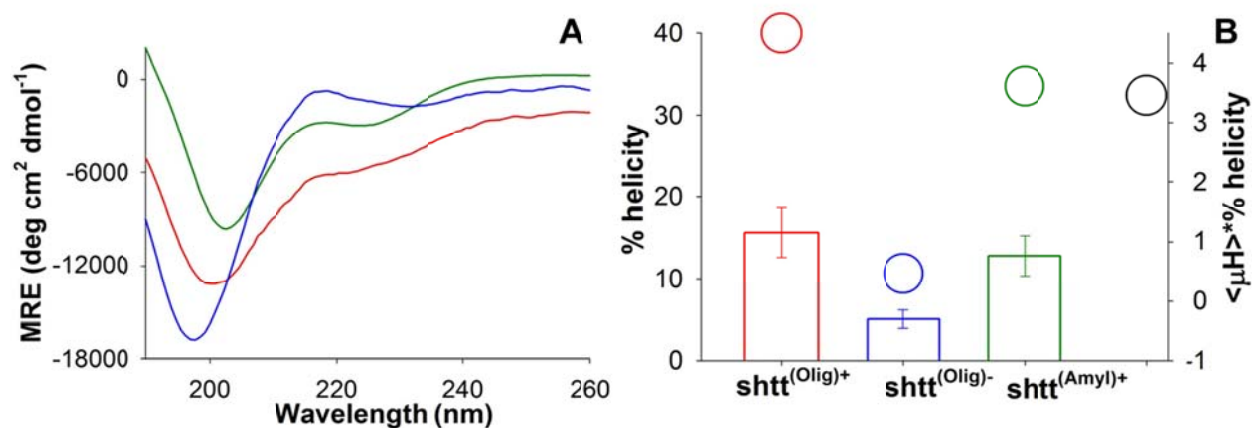 A
MRE (deg cm² dmol⁻¹)
0
-6000
-12000
-18000
200
220
240
260
Wavelength (nm)
B
% helicity
40
30
20
10
0
<μH>*% helicity
4
3
2
1
0
-1
shtt⁽ᴼˡⁱᵍ⁾⁺ shtt⁽ᴼˡⁱᵍ⁾⁻ shtt⁽ᴬᵐʸˡ⁾⁺